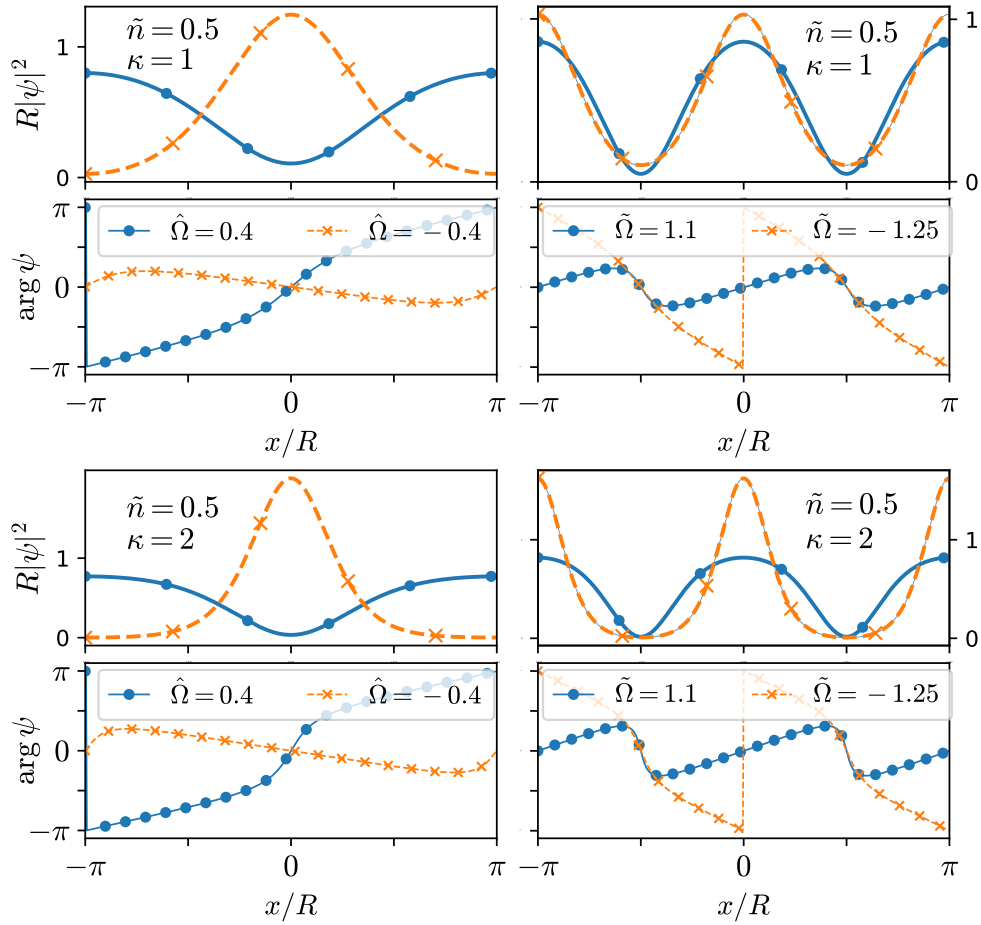 R|ψ|²
1
0
ñ = 0.5
κ = 1
ñ = 0.5
κ = 1
1
0
arg ψ
π
0
−π
Ω̂ = 0.4
Ω̂ = −0.4
Ω̃ = 1.1
Ω̃ = −1.25
−π
0
π
−π
0
π
x/R
x/R
R|ψ|²
1
0
ñ = 0.5
κ = 2
ñ = 0.5
κ = 2
1
0
arg ψ
π
0
−π
Ω̂ = 0.4
Ω̂ = −0.4
Ω̃ = 1.1
Ω̃ = −1.25
−π
0
π
−π
0
π
x/R
x/R